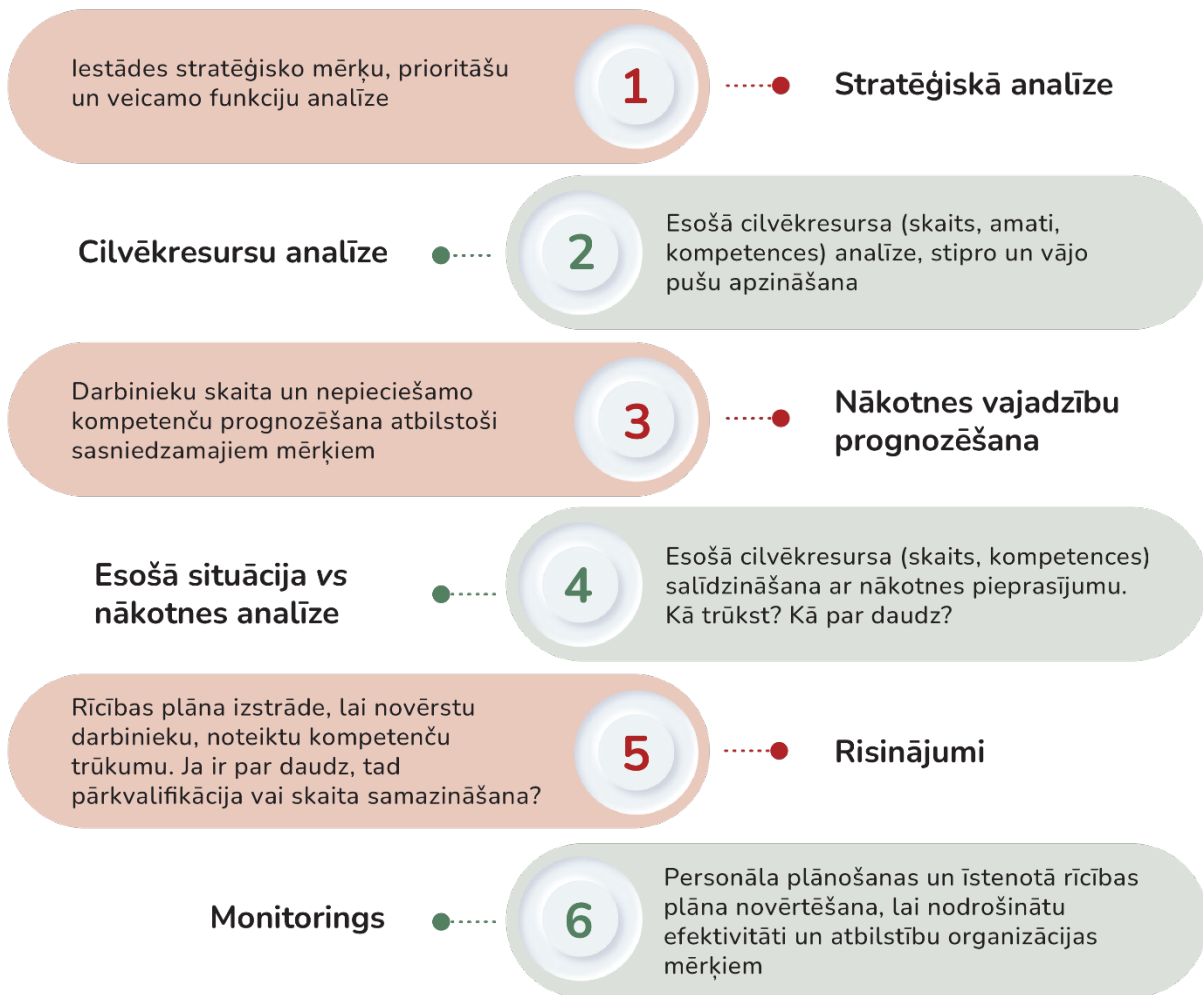 Iestādes stratēģisko mērķu, prioritāšu
un veicamo funkciju analīze
1
Stratēģiskā analīze
Cilvēkresursu analīze
2
Esošā cilvēkresursa (skaits, amati,
kompetences) analīze, stipro un vājo
pušu apzināšana
Darbinieku skaita un nepieciešamo
kompetenču prognozēšana atbilstoši
sasniedzamajiem mērķiem
3
Nākotnes vajadzību
prognozēšana
Esošā situācija vs
nākotnes analīze
4
Esošā cilvēkresursa (skaits, kompetences)
salīdzināšana ar nākotnes pieprasījumu.
Kā trūkst? Kā par daudz?
Rīcības plāna izstrāde, lai novērstu
darbinieku, noteiktu kompetenču
trūkumu. Ja ir par daudz, tad
pārkvalifikācija vai skaita samazināšana?
5
Risinājumi
Monitorings
6
Personāla plānošanas un īstenotā rīcības
plāna novērtēšana, lai nodrošinātu
efektivitāti un atbilstību organizācijas
mērķiem